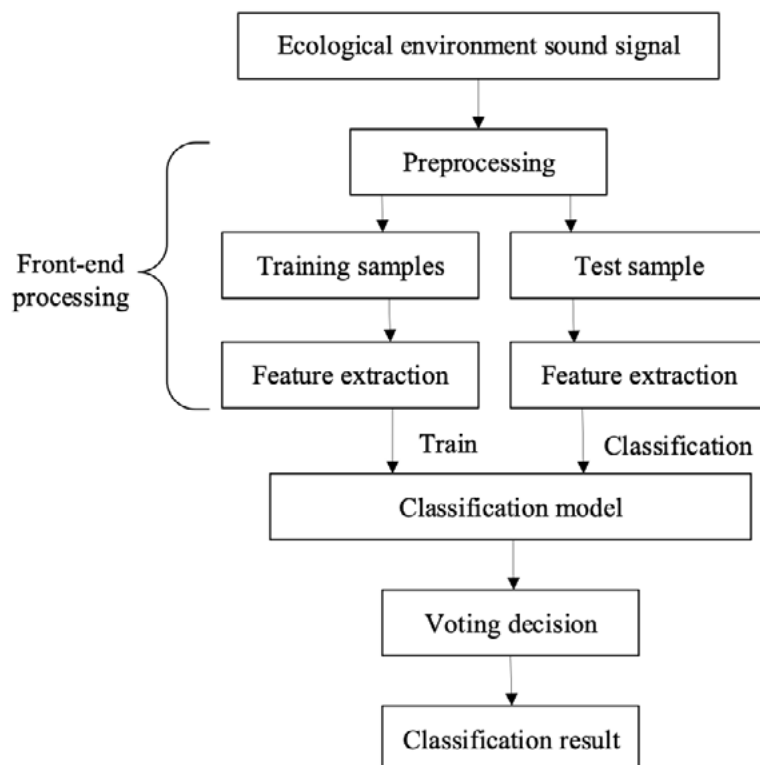 Ecological environment sound signal
Preprocessing
Front-end
processing
Training samples
Test sample
Feature extraction
Feature extraction
Train
Classification
Classification model
Voting decision
Classification result